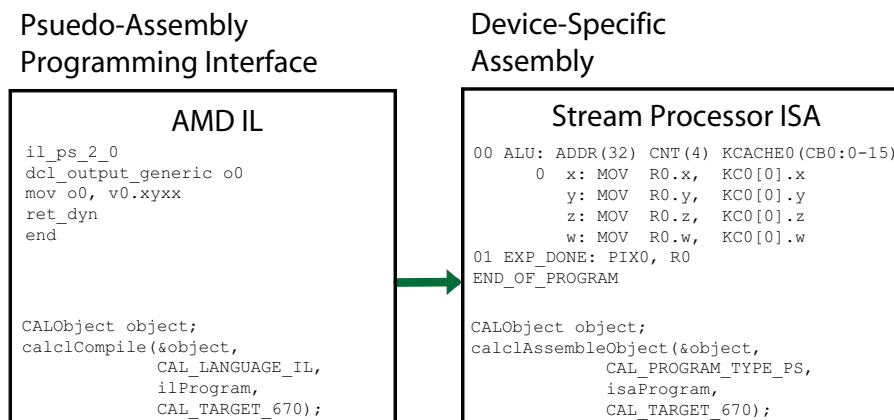 Psuedo-Assembly
Programming Interface
AMD IL
il_ps_2_0
dcl_output_generic o0
mov o0, v0.xyxx
ret_dyn
end
CALObject object;
calclCompile(&object,
CAL_LANGUAGE_IL,
ilProgram,
CAL_TARGET_670);
Device-Specific
Assembly
Stream Processor ISA
00 ALU: ADDR(32) CNT(4) KCACHE0(CB0:0-15)
0 x: MOV R0.x, KC0[0].x
y: MOV R0.y, KC0[0].y
z: MOV R0.z, KC0[0].z
w: MOV R0.w, KC0[0].w
01 EXP_DONE: PIX0, R0
END_OF_PROGRAM
CALObject object;
calclAssembleObject(&object,
CAL_PROGRAM_TYPE_PS,
isaProgram,
CAL_TARGET_670);